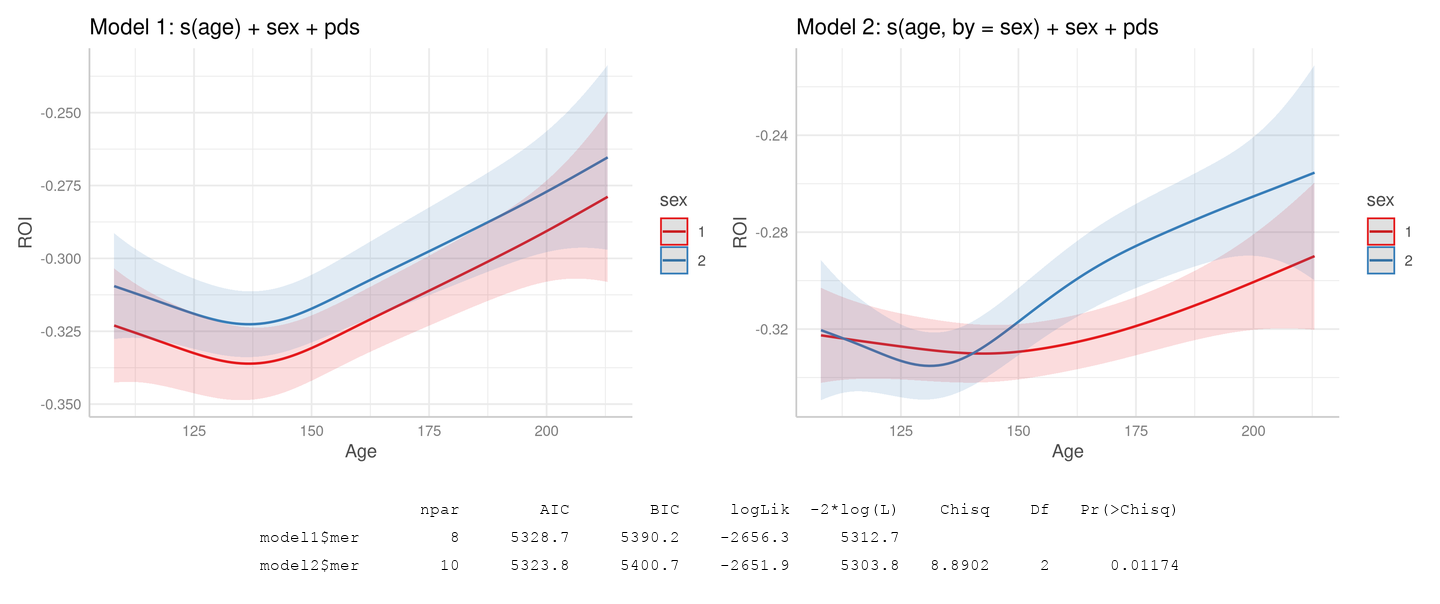 Model 1: s(age) + sex + pds
Model 2: s(age, by = sex) + sex + pds
ROI
-0.250
-0.275
-0.300
-0.325
-0.350
125 150 175 200
Age
sex
1
2
ROI
-0.24
-0.28
-0.32
125 150 175 200
Age
sex
1
2
npar AIC BIC logLik -2*log(L) Chisq Df Pr(>Chisq)
model1$mer 8 5328.7 5390.2 -2656.3 5312.7
model2$mer 10 5323.8 5400.7 -2651.9 5303.8 8.8902 2 0.01174